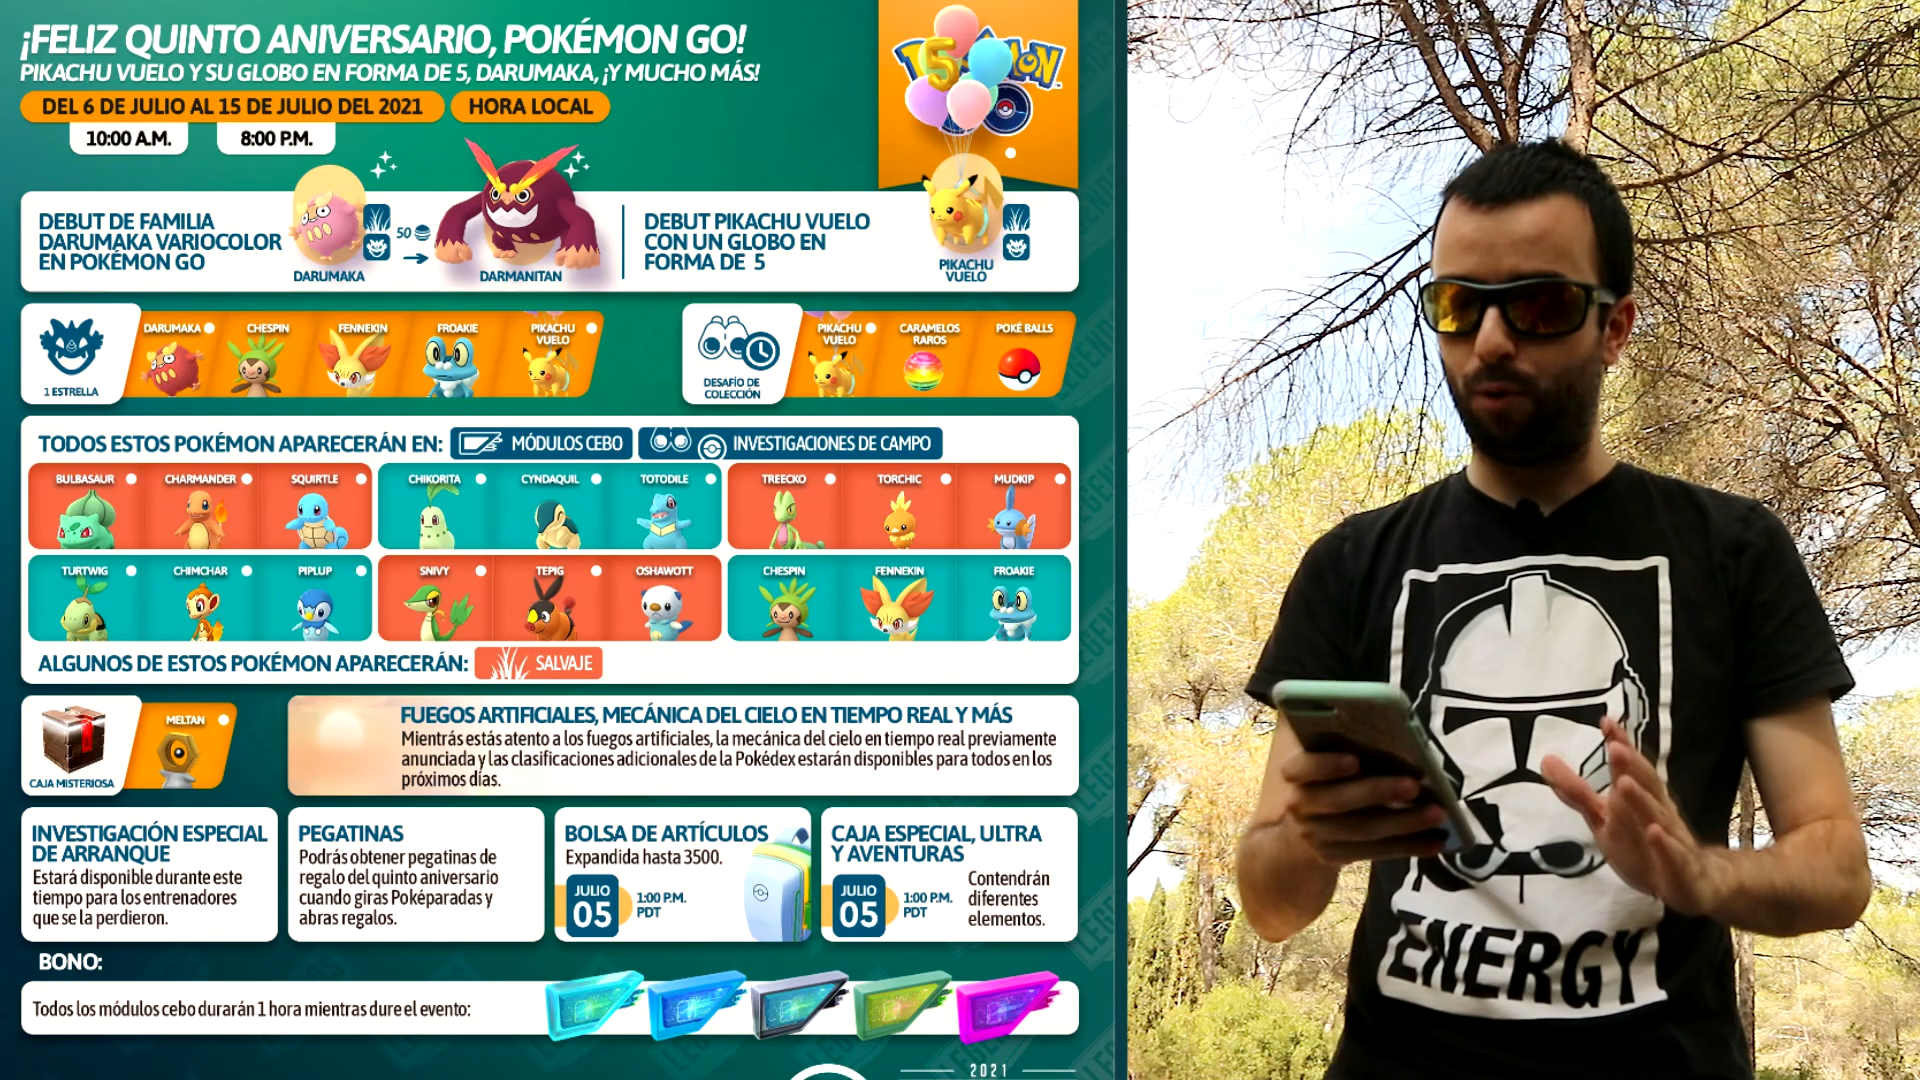 ¡FELIZ QUINTO ANIVERSARIO, POKÉMON GO!
PIKACHU VUELO Y SU GLOBO EN FORMA DE 5, DARUMAKA, ¡Y MUCHO MÁS!
DEL 6 DE JULIO AL 15 DE JULIO DEL 2021
HORA LOCAL
10:00 A.M.
8:00 P.M.
DEBUT DE FAMILIA
DARUMAKA VARIOCOLOR
EN POKÉMON GO
50
DARUMAKA
DARMANITAN
DEBUT PIKACHU VUELO
CON UN GLOBO EN
FORMA DE 5
PIKACHU
VUELO
1 ESTRELLA
DARUMAKA
CHESPIN
FENNEKIN
FROAKIE
PIKACHU
VUELO
DESAFÍO DE
COLECCIÓN
PIKACHU
VUELO
CARAMELOS
RAROS
POKÉ BALLS
TODOS ESTOS POKÉMON APARECERÁN EN:
MÓDULOS CEBO
INVESTIGACIONES DE CAMPO
BULBASAUR
CHARMANDER
SQUIRTLE
CHIKORITA
CYNDAQUIL
TOTODILE
TREECKO
TORCHIC
MUDKIP
TURTWIG
CHIMCHAR
PIPLUP
SNIVY
TEPIG
OSHAWOTT
CHESPIN
FENNEKIN
FROAKIE
ALGUNOS DE ESTOS POKÉMON APARECERÁN:
SALVAJE
CAJA MISTERIOSA
MELTAN
FUEGOS ARTIFICIALES, MECÁNICA DEL CIELO EN TIEMPO REAL Y MÁS
Mientrás estás atento a los fuegos artificiales, la mecánica del cielo en tiempo real previamente
anunciada y las clasificaciones adicionales de la Pokédex estarán disponibles para todos en los
próximos días.
INVESTIGACIÓN ESPECIAL
DE ARRANQUE
Estará disponible durante este
tiempo para los entrenadores
que se la perdieron.
PEGATINAS
Podrás obtener pegatinas de
regalo del quinto aniversario
cuando giras Poképaradas y
abras regalos.
BOLSA DE ARTÍCULOS
Expandida hasta 3500.
JULIO
05
1:00 P.M.
PDT
CAJA ESPECIAL, ULTRA
Y AVENTURAS
JULIO
05
1:00 P.M.
PDT
Contendrán
diferentes
elementos.
BONO:
Todos los módulos cebo durarán 1 hora mientras dure el evento:
2021
ENERGY